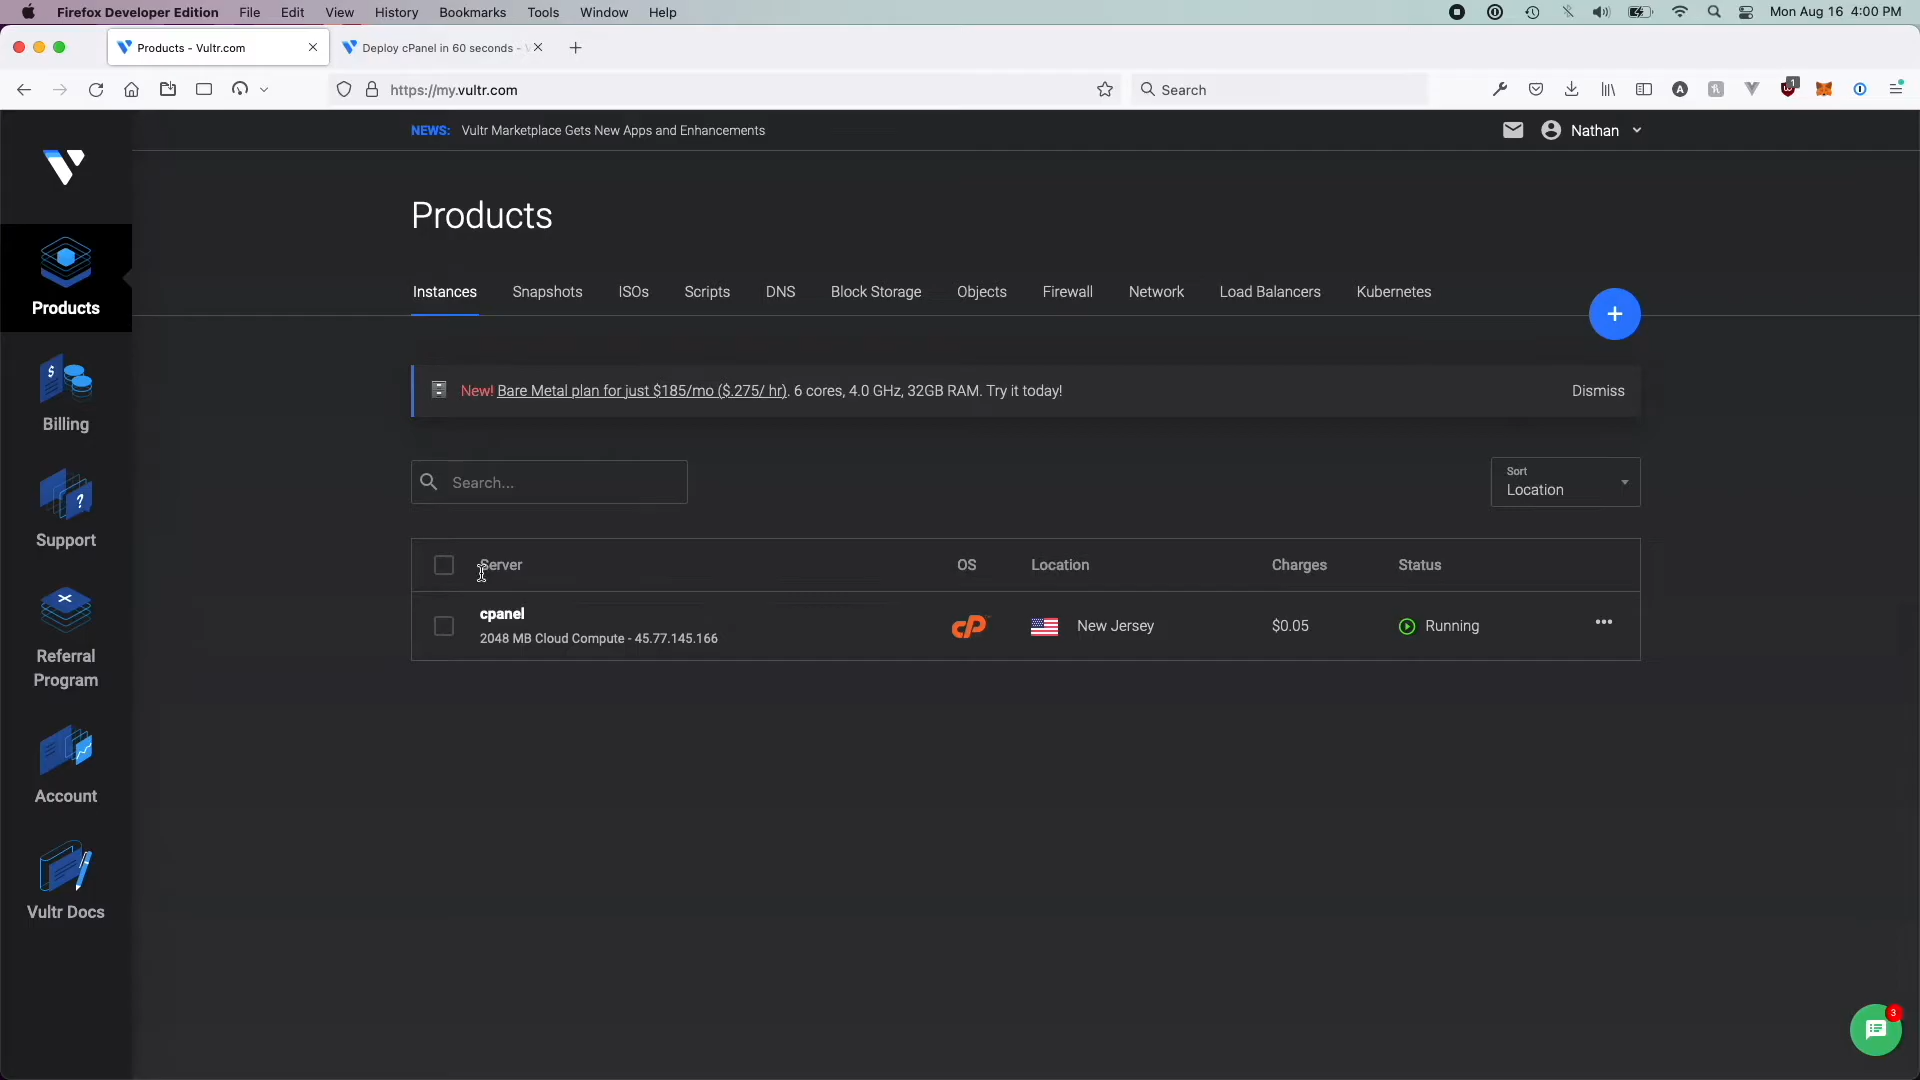 Firefox Developer Edition File Edit View History Bookmarks Tools Window Help Mon Aug 16 4:00 PM
Products - Vultr.com Deploy cPanel in 60 seconds -
https://my.vultr.com Search
NEWS: Vultr Marketplace Gets New Apps and Enhancements Nathan
Products
Instances Snapshots ISOs Scripts DNS Block Storage Objects Firewall Network Load Balancers Kubernetes
+
New! Bare Metal plan for just $185/mo ($.275/ hr). 6 cores, 4.0 GHz, 32GB RAM. Try it today! Dismiss
Search...
Sort
Location
Server OS Location Charges Status
cpanel
2048 MB Cloud Compute - 45.77.145.166
cP New Jersey $0.05 Running
Products
Billing
Support
Referral
Program
Account
Vultr Docs
1
3